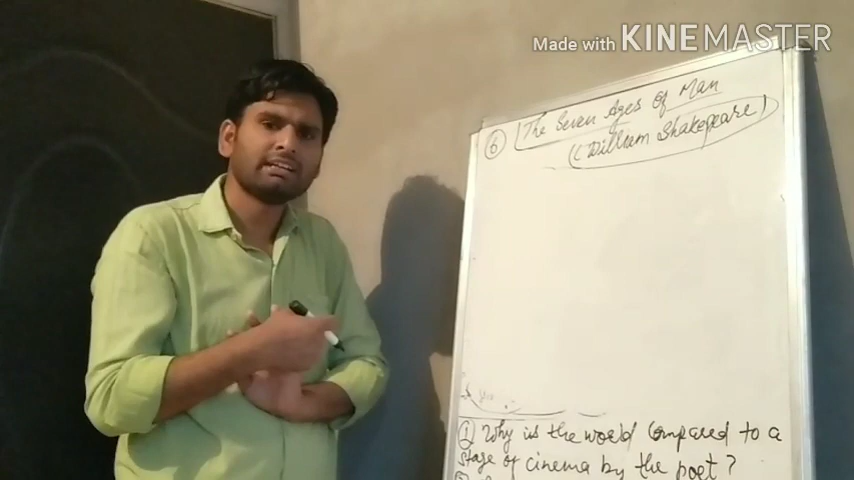 Made with KINEMASTER
⑥ The Seven Ages of Man
(William Shakepeare)
① Why is the world compared to a
stage of cinema by the poet?